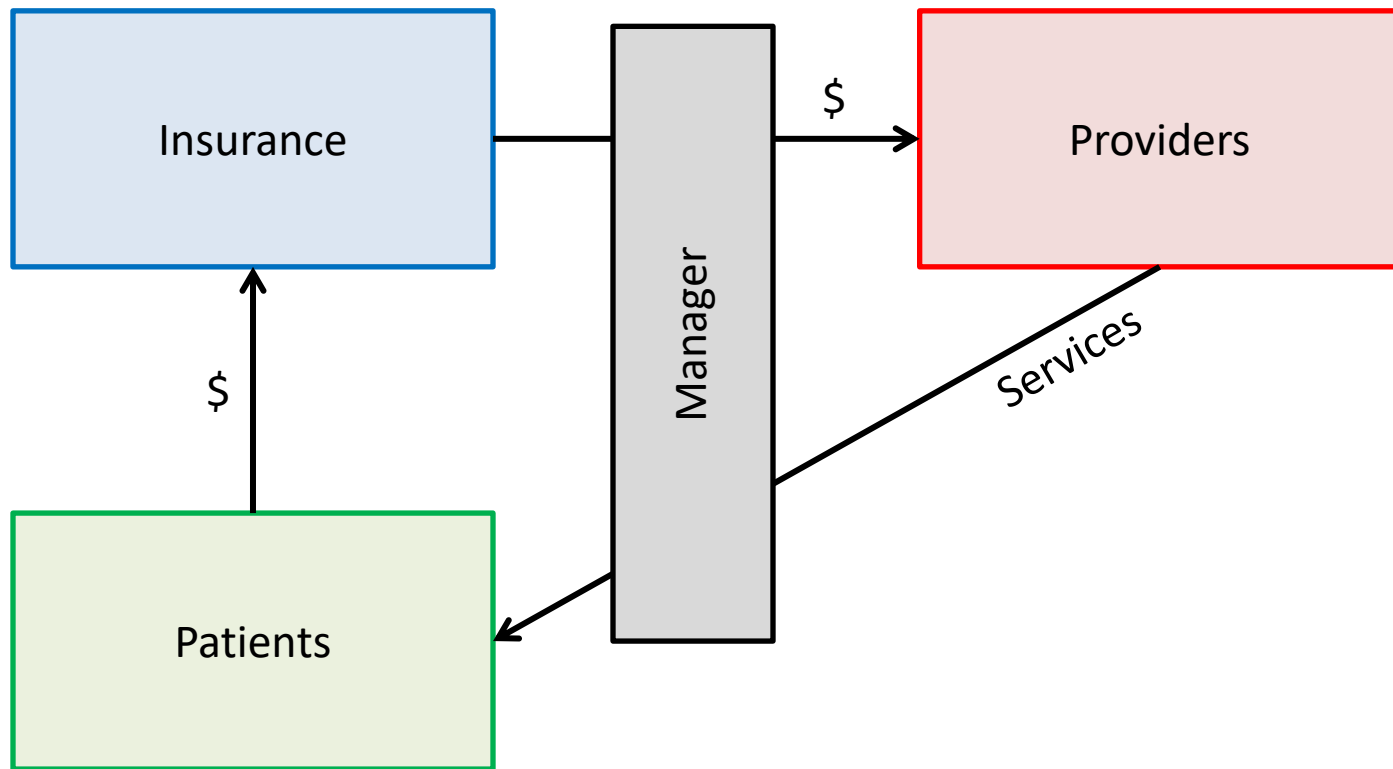 Insurance
$
Providers
Manager
$
Services
Patients